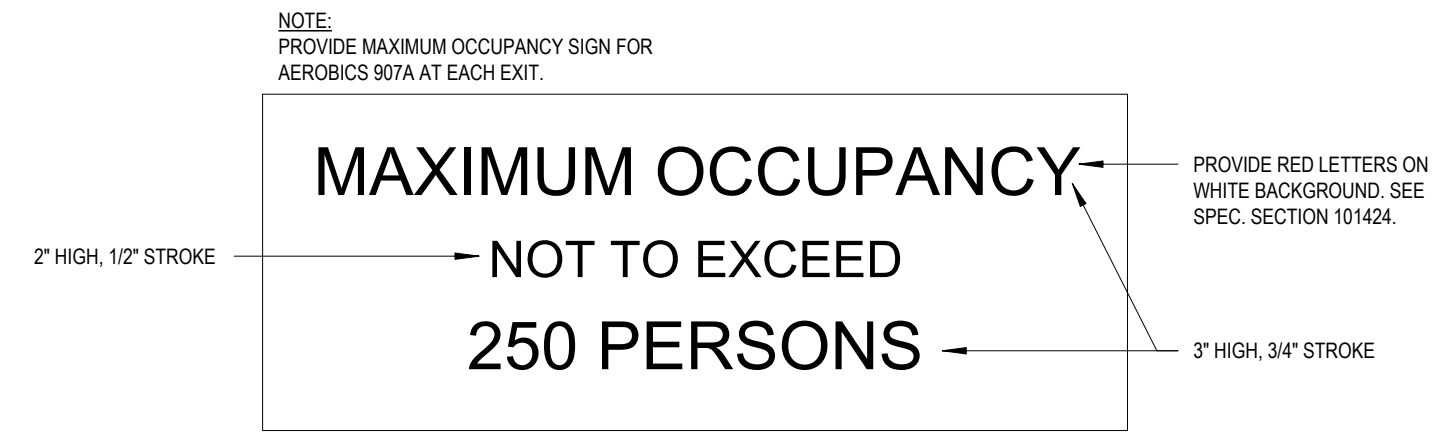 NOTE:
PROVIDE MAXIMUM OCCUPANCY SIGN FOR
AEROBICS 907A AT EACH EXIT.
MAXIMUM OCCUPANCY
PROVIDE RED LETTERS ON
WHITE BACKGROUND. SEE
SPEC. SECTION 101424.
2" HIGH, 1/2" STROKE
NOT TO EXCEED
250 PERSONS
3" HIGH, 3/4" STROKE